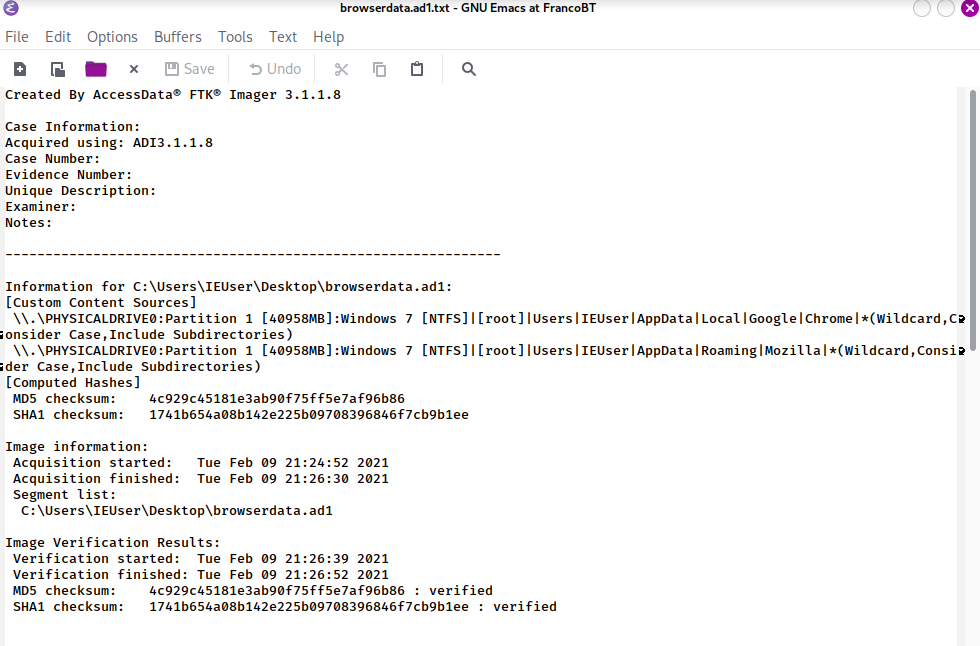 browserdata.ad1.txt - GNU Emacs at FrancoBT
File Edit Options Buffers Tools Text Help
Save Undo
Created By AccessData® FTK® Imager 3.1.1.8
Case Information:
Acquired using: ADI3.1.1.8
Case Number:
Evidence Number:
Unique Description:
Examiner:
Notes:
--------------------------------------------------------------
Information for C:\Users\IEUser\Desktop\browserdata.ad1:
[Custom Content Sources]
\\.\PHYSICALDRIVE0:Partition 1 [40958MB]:Windows 7 [NTFS]|[root]|Users|IEUser|AppData|Local|Google|Chrome|*(Wildcard,C
onsider Case,Include Subdirectories)
\\.\PHYSICALDRIVE0:Partition 1 [40958MB]:Windows 7 [NTFS]|[root]|Users|IEUser|AppData|Roaming|Mozilla|*(Wildcard,Consi
der Case,Include Subdirectories)
[Computed Hashes]
MD5 checksum: 4c929c45181e3ab90f75ff5e7af96b86
SHA1 checksum: 1741b654a08b142e225b09708396846f7cb9b1ee
Image information:
Acquisition started: Tue Feb 09 21:24:52 2021
Acquisition finished: Tue Feb 09 21:26:30 2021
Segment list:
C:\Users\IEUser\Desktop\browserdata.ad1
Image Verification Results:
Verification started: Tue Feb 09 21:26:39 2021
Verification finished: Tue Feb 09 21:26:52 2021
MD5 checksum: 4c929c45181e3ab90f75ff5e7af96b86 : verified
SHA1 checksum: 1741b654a08b142e225b09708396846f7cb9b1ee : verified